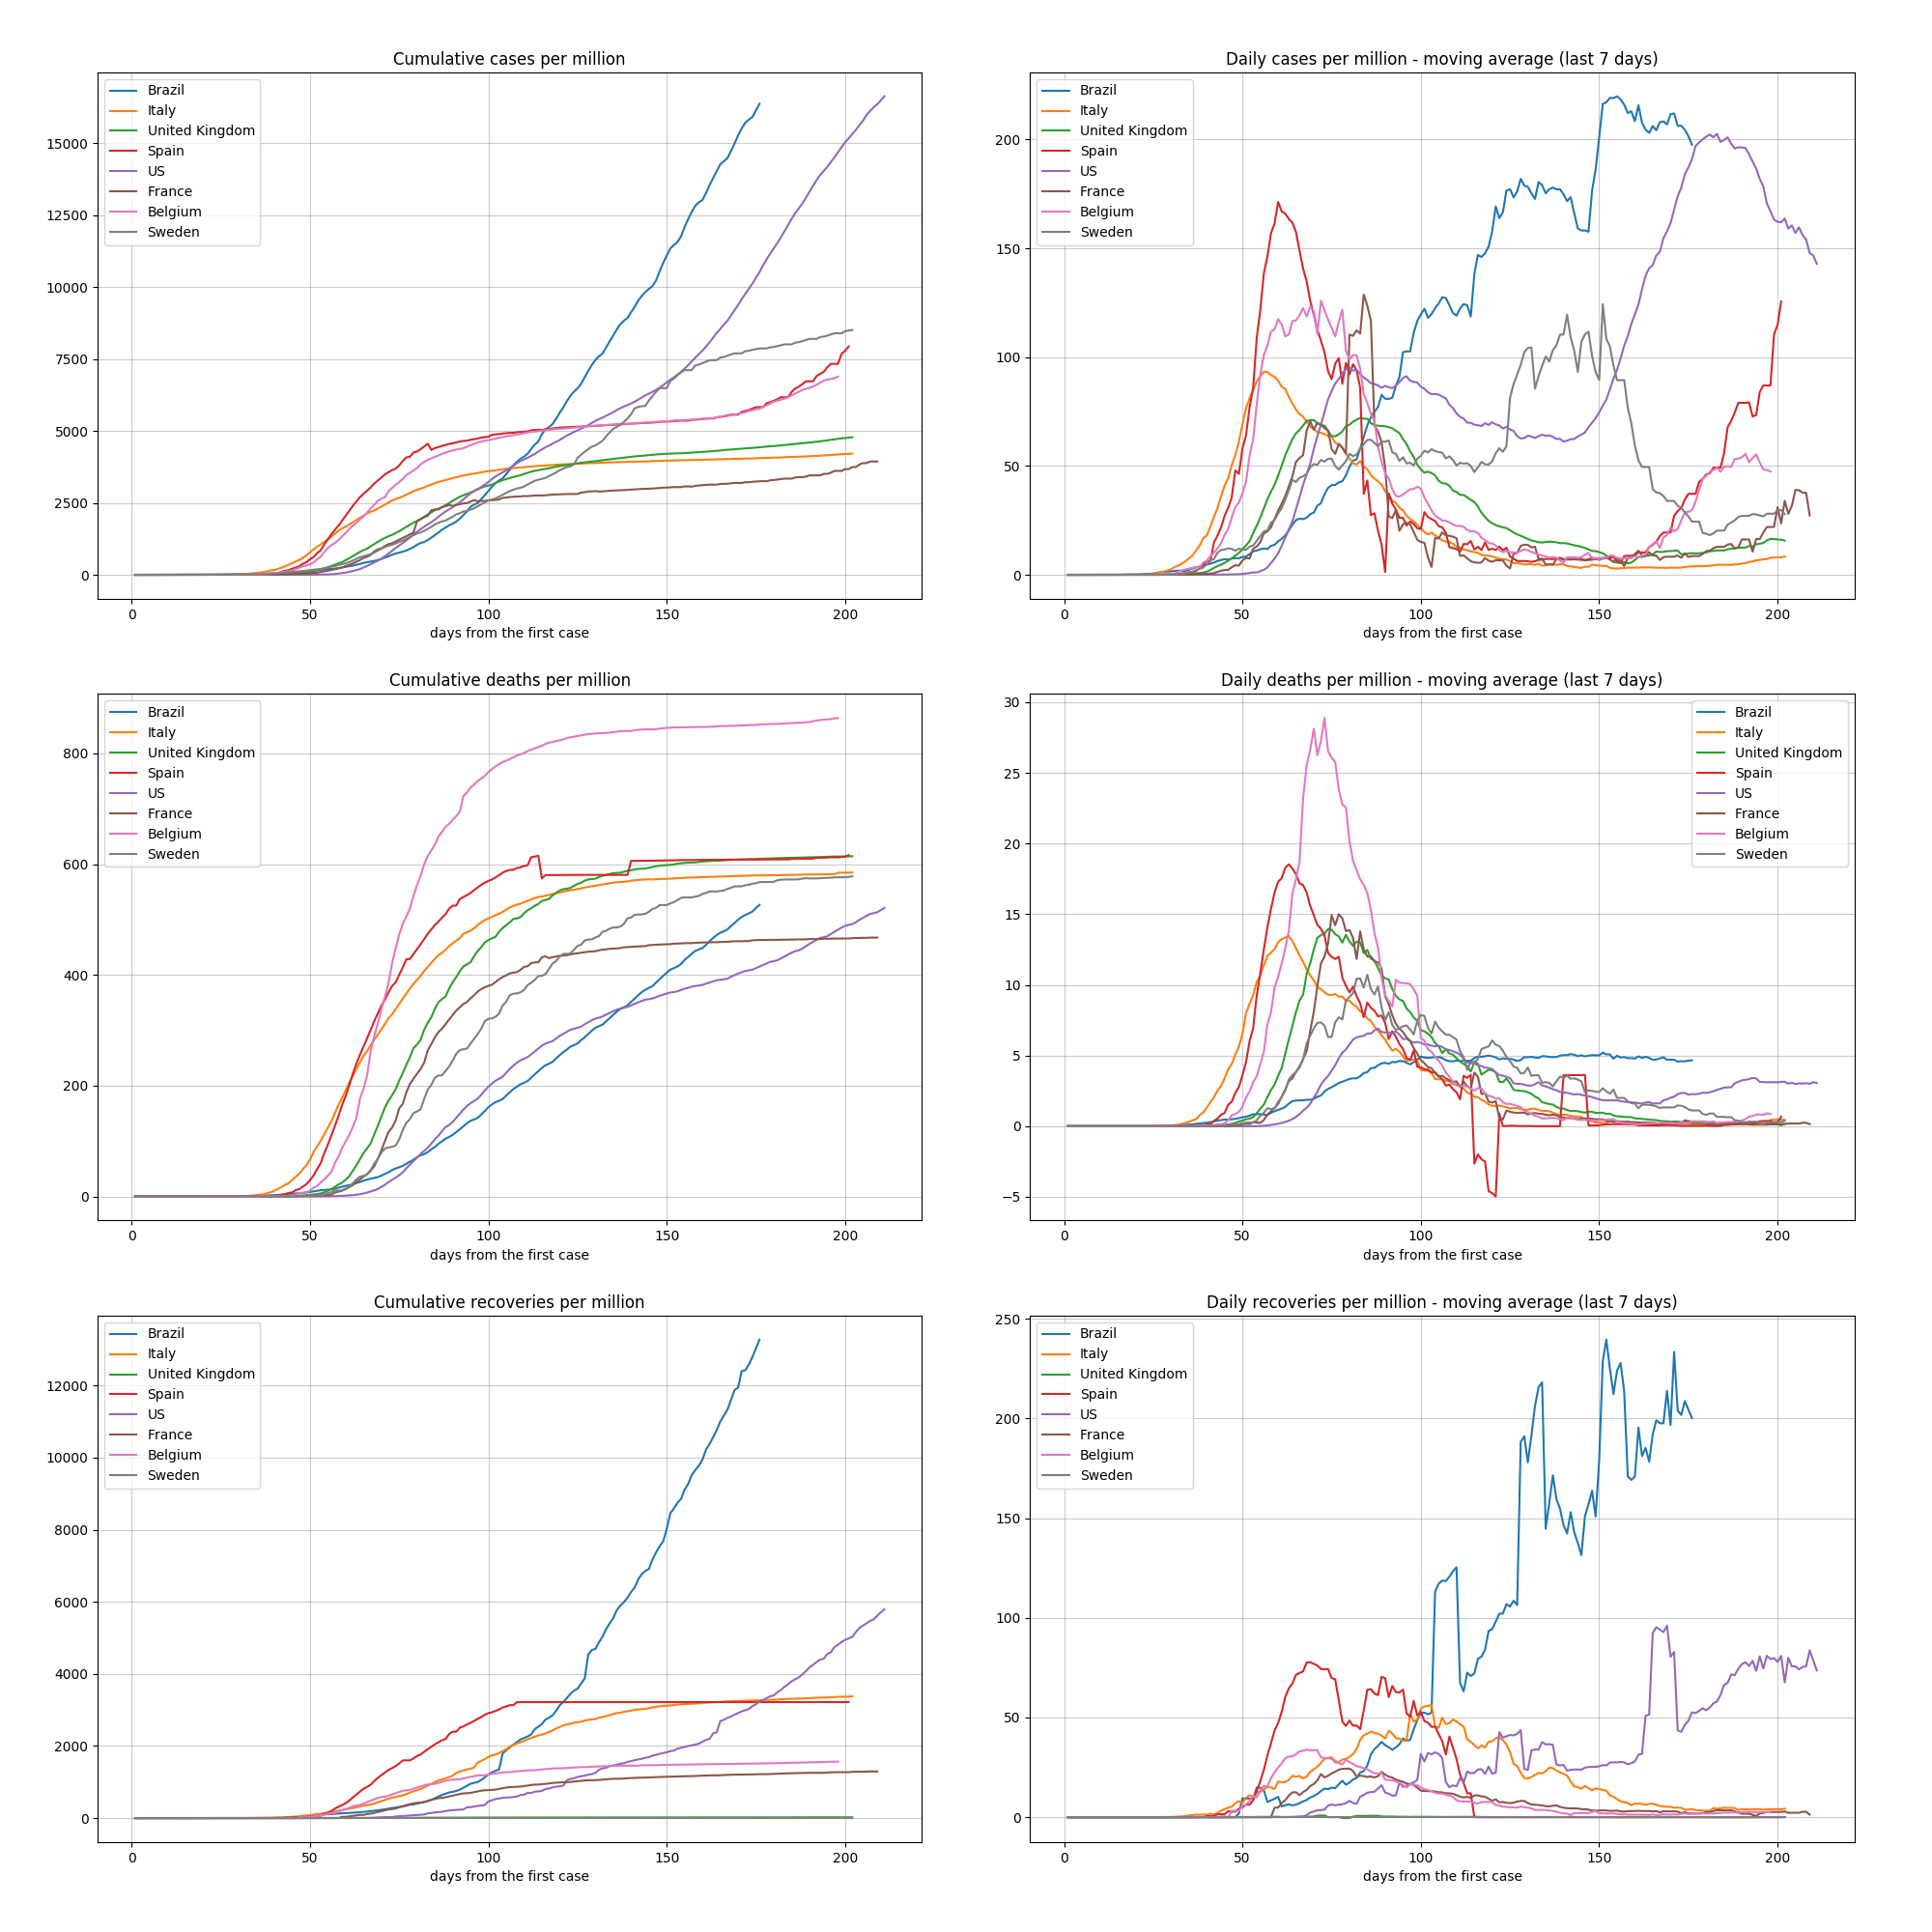 Cumulative cases per million
Brazil
Italy
United Kingdom
Spain
US
France
Belgium
Sweden
15000
12500
10000
7500
5000
2500
0
0 50 100 150 200
days from the first case
Daily cases per million - moving average (last 7 days)
Brazil
Italy
United Kingdom
Spain
US
France
Belgium
Sweden
200
150
100
50
0
0 50 100 150 200
days from the first case
Cumulative deaths per million
Brazil
Italy
United Kingdom
Spain
US
France
Belgium
Sweden
800
600
400
200
0
0 50 100 150 200
days from the first case
Daily deaths per million - moving average (last 7 days)
Brazil
Italy
United Kingdom
Spain
US
France
Belgium
Sweden
30
25
20
15
10
5
0
−5
0 50 100 150 200
days from the first case
Cumulative recoveries per million
Brazil
Italy
United Kingdom
Spain
US
France
Belgium
Sweden
12000
10000
8000
6000
4000
2000
0
0 50 100 150 200
days from the first case
Daily recoveries per million - moving average (last 7 days)
Brazil
Italy
United Kingdom
Spain
US
France
Belgium
Sweden
250
200
150
100
50
0
0 50 100 150 200
days from the first case